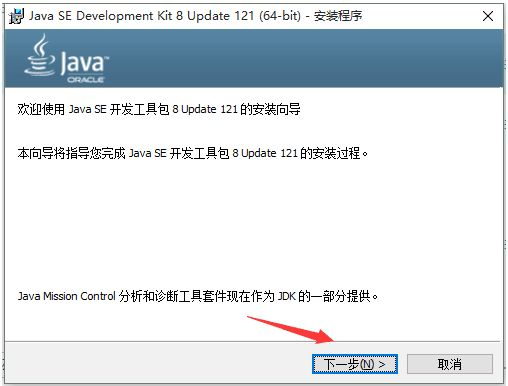 Java SE Development Kit 8 Update 121 (64-bit) - 安装程序
Java
ORACLE
欢迎使用 Java SE 开发工具包 8 Update 121 的安装向导
本向导将指导您完成 Java SE 开发工具包 8 Update 121 的安装过程。
Java Mission Control 分析和诊断工具套件现在作为 JDK 的一部分提供。
下一步(N) > 取消